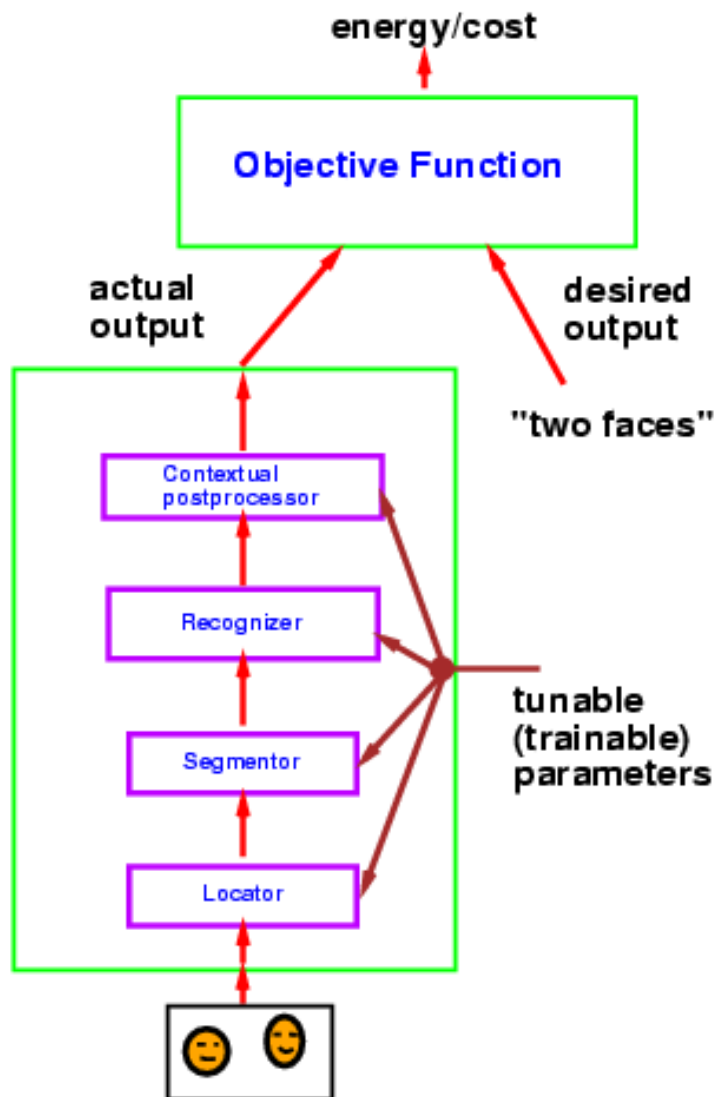 energy/cost
Objective Function
actual
output
desired
output
"two faces"
Contextual
postprocessor
Recognizer
tunable
(trainable)
parameters
Segmentor
Locator